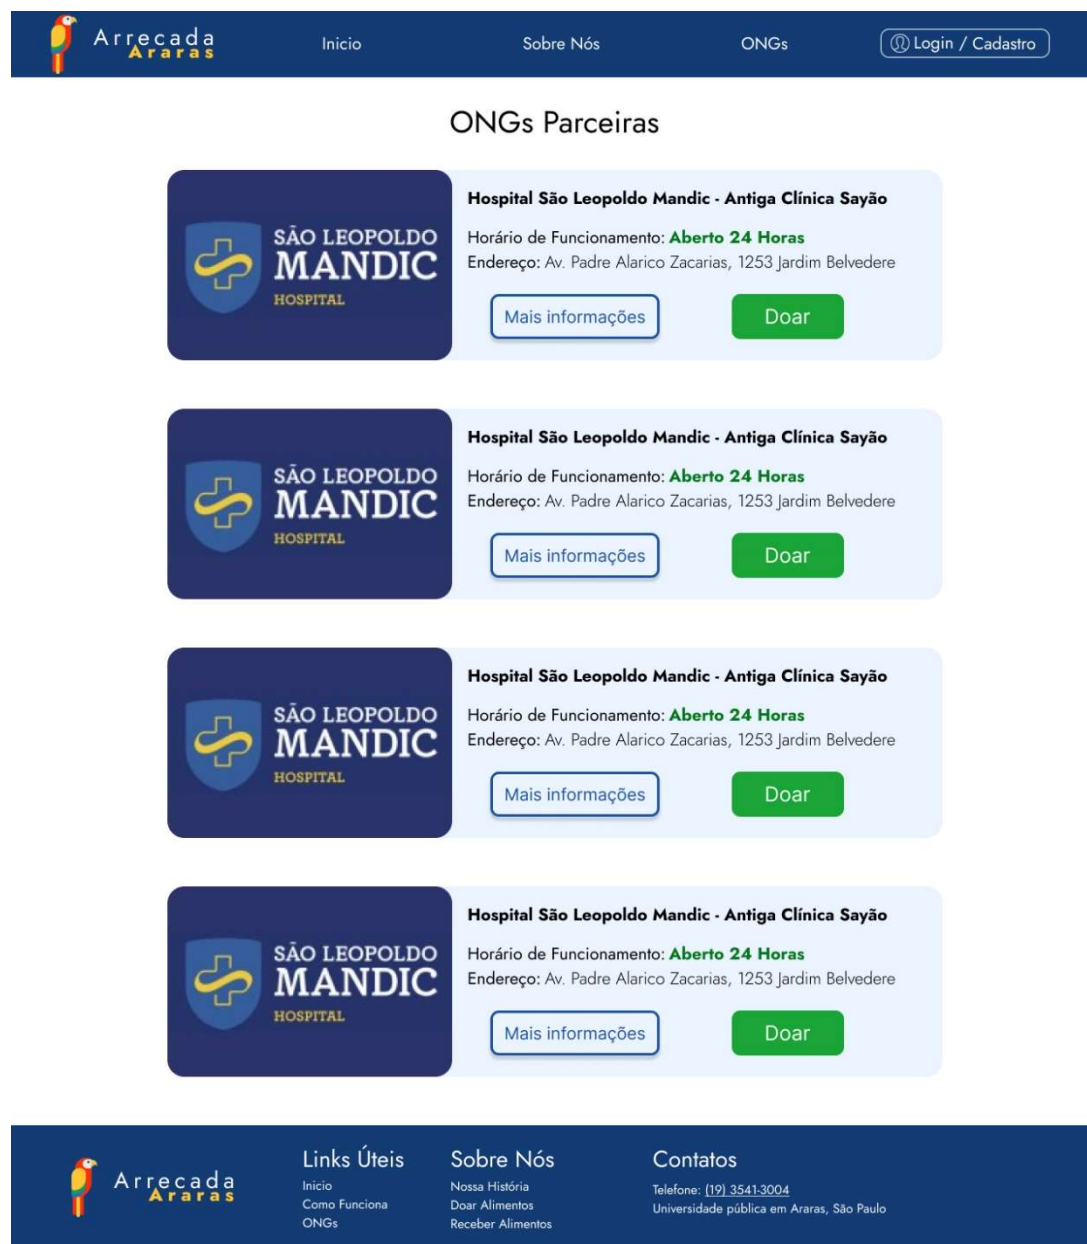 Arrecada
Araras
Inicio
Sobre Nós
ONGs
Login / Cadastro
ONGs Parceiras
SÃO LEOPOLDO
MANDIC
HOSPITAL
Hospital São Leopoldo Mandic - Antiga Clínica Sayão
Horário de Funcionamento: Aberto 24 Horas
Endereço: Av. Padre Alarico Zacarias, 1253 Jardim Belvedere
Mais informações
Doar
SÃO LEOPOLDO
MANDIC
HOSPITAL
Hospital São Leopoldo Mandic - Antiga Clínica Sayão
Horário de Funcionamento: Aberto 24 Horas
Endereço: Av. Padre Alarico Zacarias, 1253 Jardim Belvedere
Mais informações
Doar
SÃO LEOPOLDO
MANDIC
HOSPITAL
Hospital São Leopoldo Mandic - Antiga Clínica Sayão
Horário de Funcionamento: Aberto 24 Horas
Endereço: Av. Padre Alarico Zacarias, 1253 Jardim Belvedere
Mais informações
Doar
SÃO LEOPOLDO
MANDIC
HOSPITAL
Hospital São Leopoldo Mandic - Antiga Clínica Sayão
Horário de Funcionamento: Aberto 24 Horas
Endereço: Av. Padre Alarico Zacarias, 1253 Jardim Belvedere
Mais informações
Doar
Arrecada
Araras
Links Úteis
Inicio
Como Funciona
ONGs
Sobre Nós
Nossa História
Doar Alimentos
Receber Alimentos
Contatos
Telefone: (19) 3541-3004
Universidade pública em Araras, São Paulo